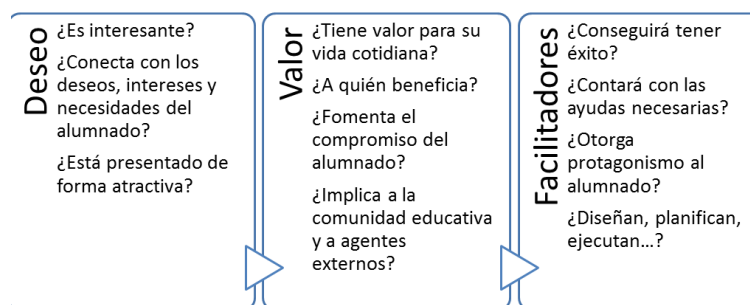 Deseo
¿Es interesante?
¿Conecta con los
deseos, intereses y
necesidades del
alumnado?
¿Está presentado de
forma atractiva?
Valor
¿Tiene valor para su
vida cotidiana?
¿A quién beneficia?
¿Fomenta el
compromiso del
alumnado?
¿Implica a la
comunidad educativa
y a agentes
externos?
Facilitadores
¿Conseguirá tener
éxito?
¿Contará con las
ayudas necesarias?
¿Otorga
protagonismo al
alumnado?
¿Diseñan, planifican,
ejecutan...?